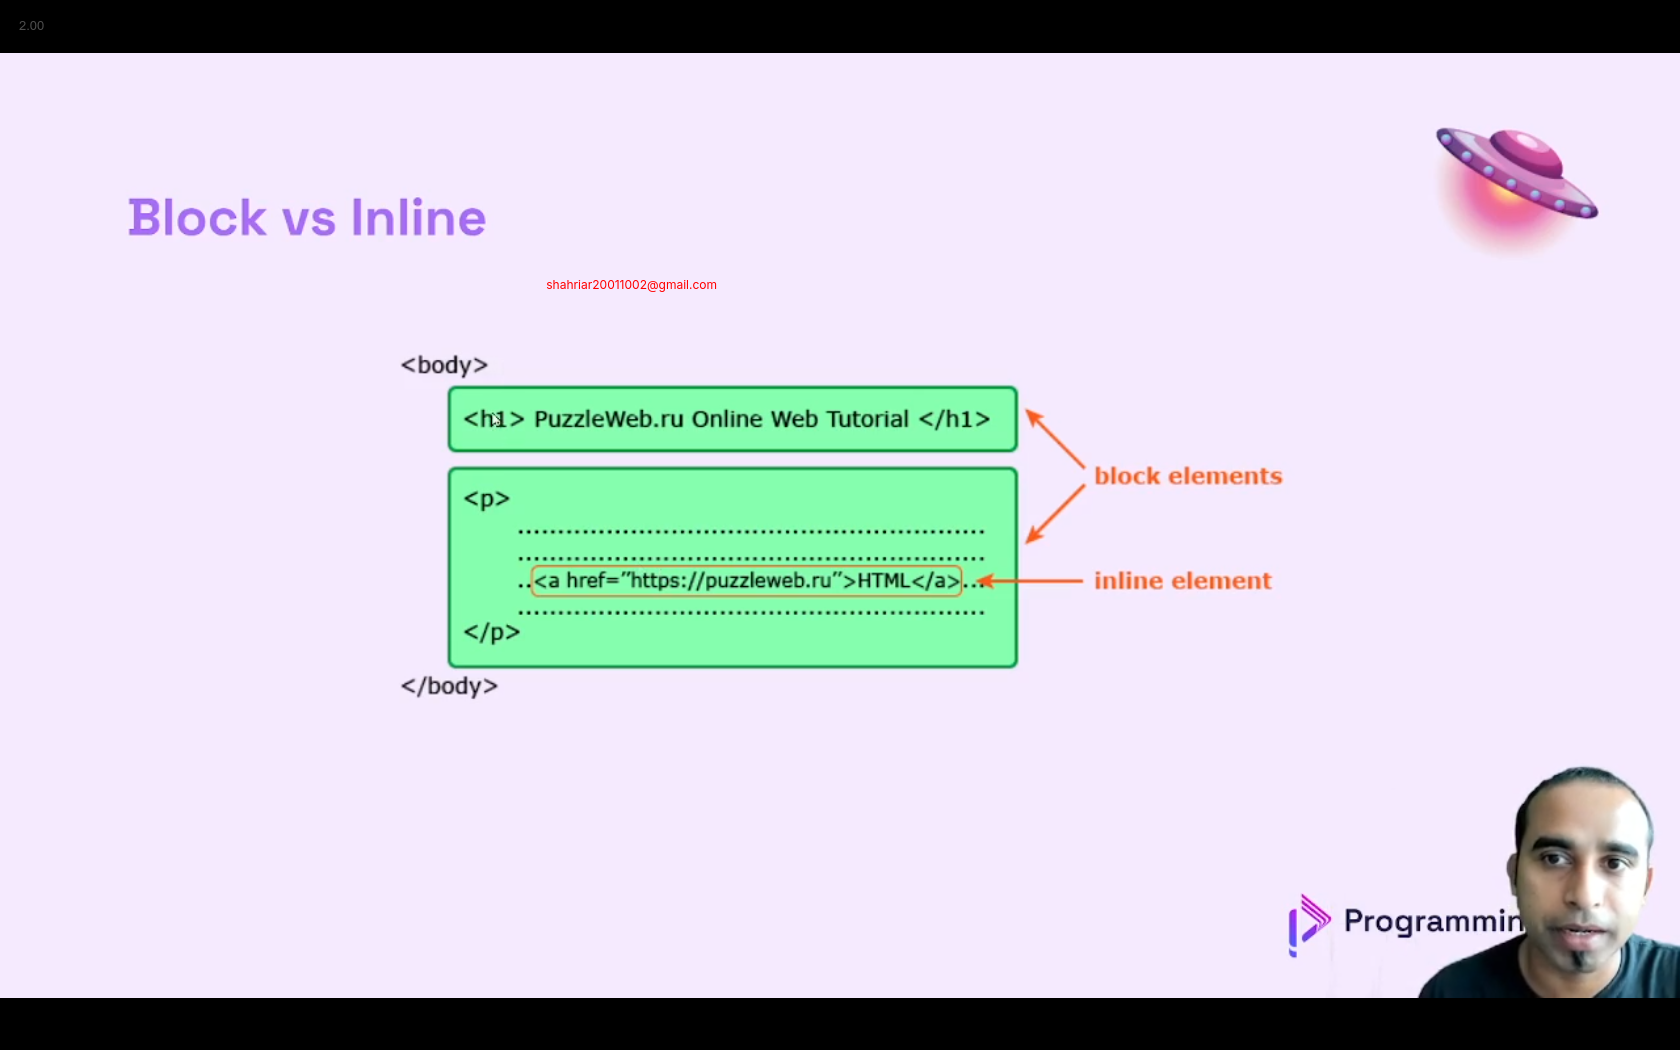 2.00
Block vs Inline
shahriar20011002@gmail.com
<body>
<h1> PuzzleWeb.ru Online Web Tutorial </h1>
block elements
<p>
.............................................................
.............................................................
..<a href=”https://puzzleweb.ru”>HTML</a>...
inline element
.............................................................
</p>
</body>